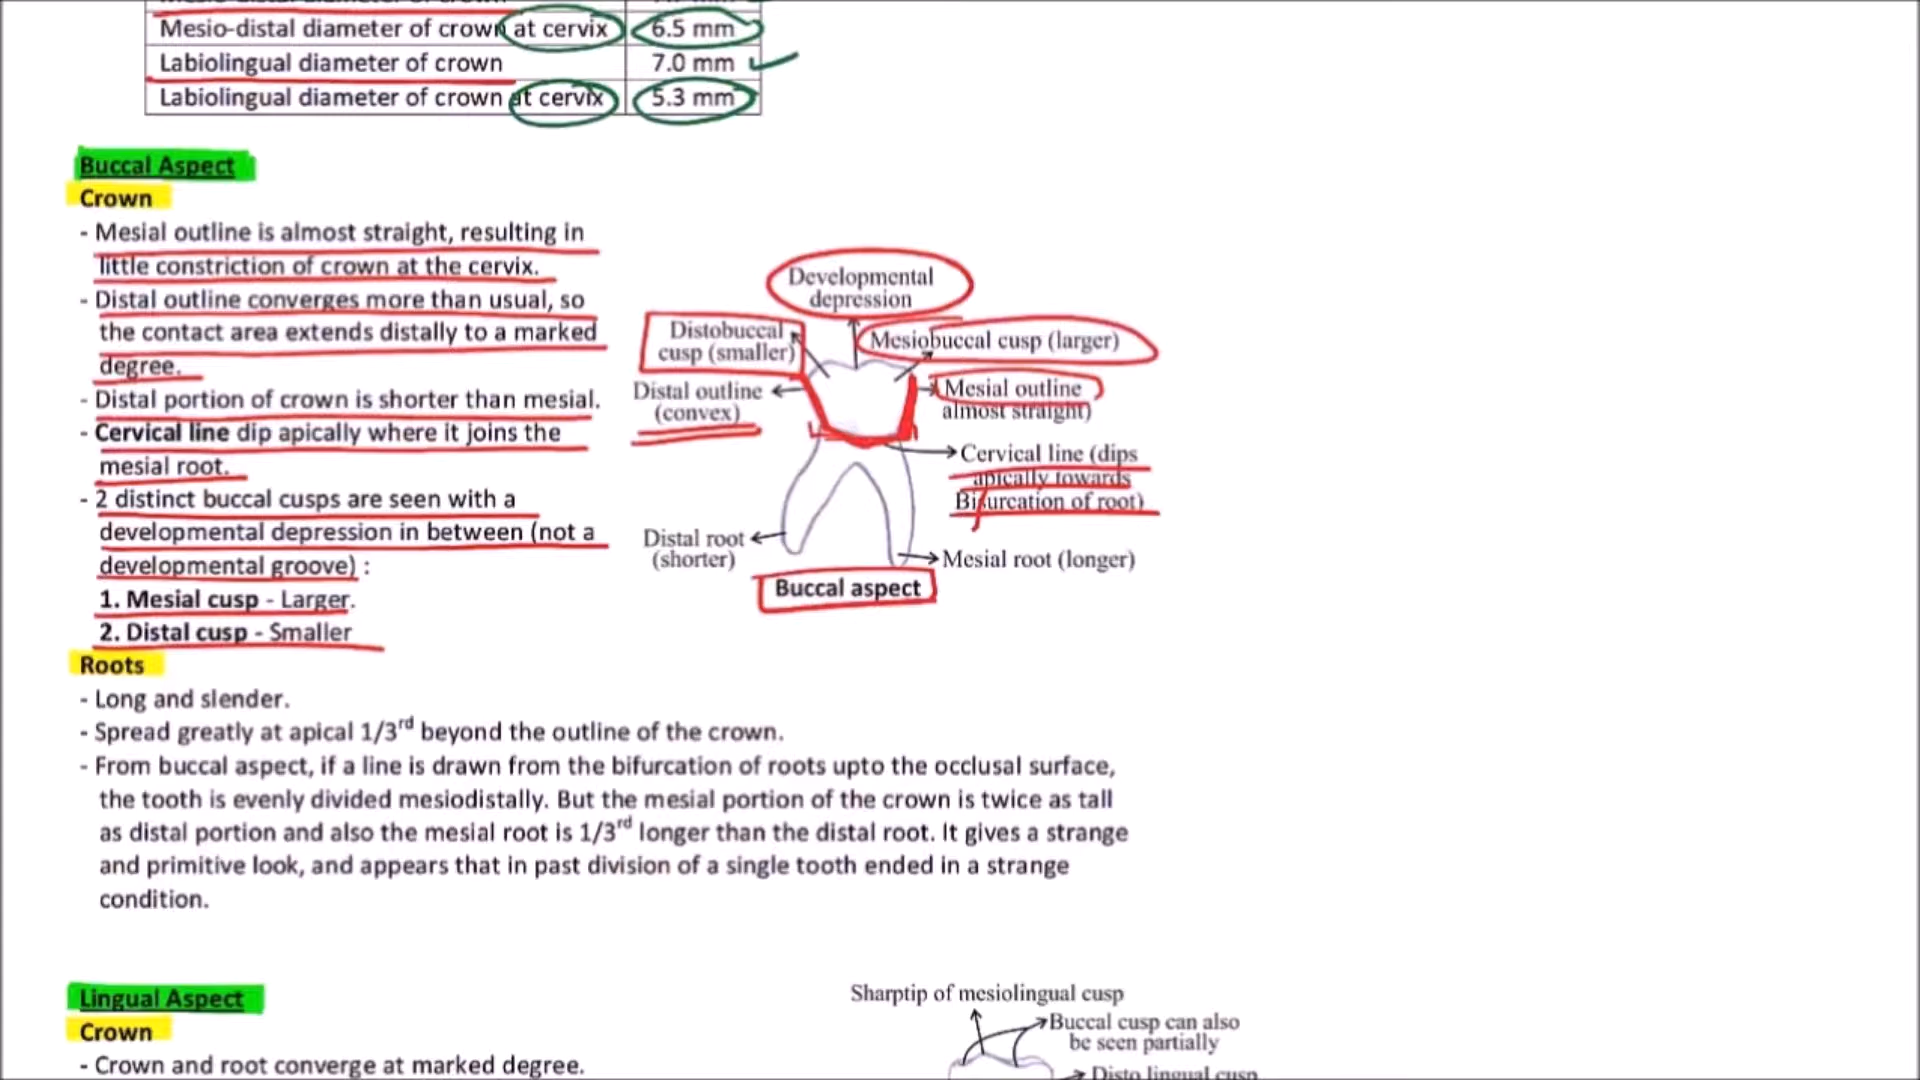 Mesio-distal diameter of crown at cervix 6.5 mm
Labiolingual diameter of crown 7.0 mm
Labiolingual diameter of crown at cervix 5.3 mm
Buccal Aspect
Crown
- Mesial outline is almost straight, resulting in
little constriction of crown at the cervix.
- Distal outline converges more than usual, so
the contact area extends distally to a marked
degree.
- Distal portion of crown is shorter than mesial.
- Cervical line dip apically where it joins the
mesial root.
- 2 distinct buccal cusps are seen with a
developmental depression in between (not a
developmental groove) :
1. Mesial cusp - Larger.
2. Distal cusp - Smaller
Developmental
depression
Distobuccal
cusp (smaller)
Mesiobuccal cusp (larger)
Distal outline
(convex)
Mesial outline
almost straight)
Cervical line (dips
apically towards
Bifurcation of root)
Distal root
(shorter)
Mesial root (longer)
Buccal aspect
Roots
- Long and slender.
- Spread greatly at apical 1/3rd beyond the outline of the crown.
- From buccal aspect, if a line is drawn from the bifurcation of roots upto the occlusal surface,
the tooth is evenly divided mesiodistally. But the mesial portion of the crown is twice as tall
as distal portion and also the mesial root is 1/3rd longer than the distal root. It gives a strange
and primitive look, and appears that in past division of a single tooth ended in a strange
condition.
Lingual Aspect
Crown
- Crown and root converge at marked degree.
Sharptip of mesiolingual cusp
Buccal cusp can also
be seen partially
Disto lingual cusp